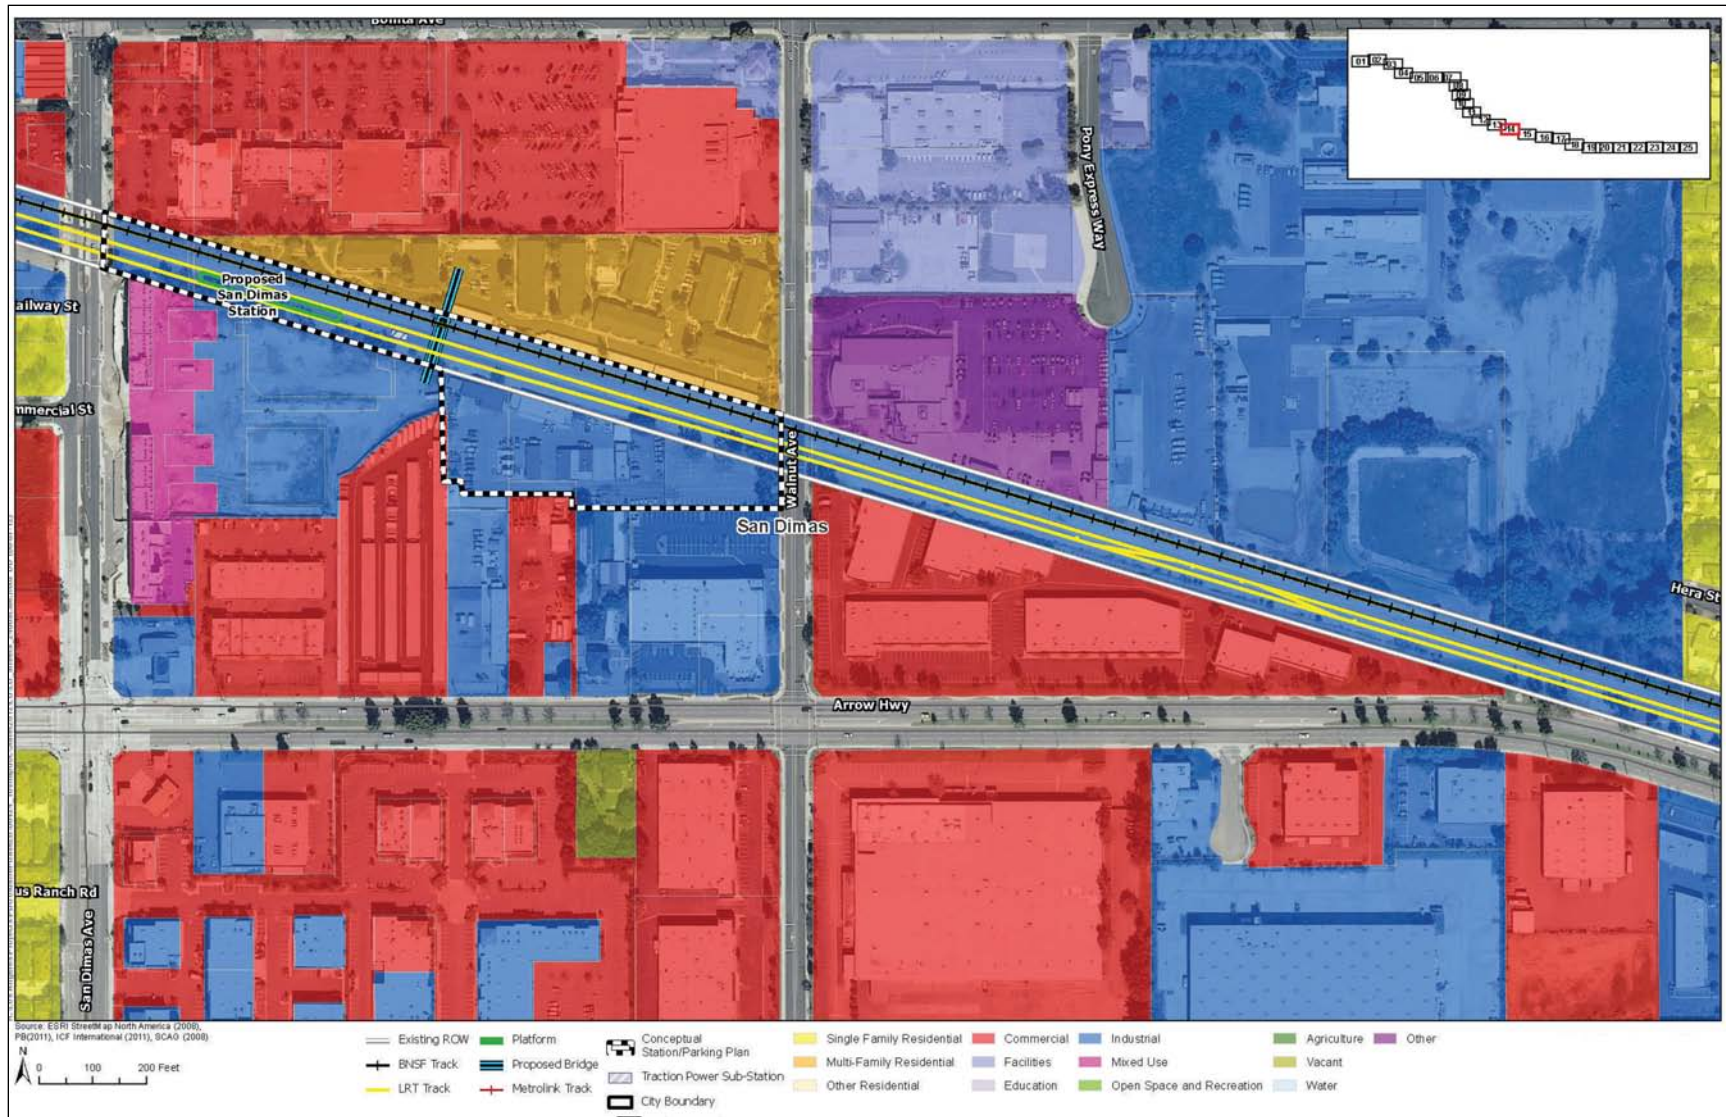 Bonita Ave
01 02 03 04 05 06 07 08 09 10 11 12 13 14 15 16 17 18 19 20 21 22 23 24 25
Pony Express Way
Proposed
San Dimas
Station
ailway St
mmercial St
Walnut Ave
San Dimas
Hera St
Arrow Hwy
us Ranch Rd
San Dimas Ave
Source: ESRI StreetMap North America (2008),
PB(2011), ICF International (2011), SCAG (2008)
N
0 100 200 Feet
Existing ROW
BNSF Track
LRT Track
Platform
Proposed Bridge
Metrolink Track
Conceptual
Station/Parking Plan
Traction Power Sub-Station
City Boundary
Single Family Residential
Multi-Family Residential
Other Residential
Commercial
Facilities
Education
Industrial
Mixed Use
Open Space and Recreation
Agriculture
Vacant
Water
Other